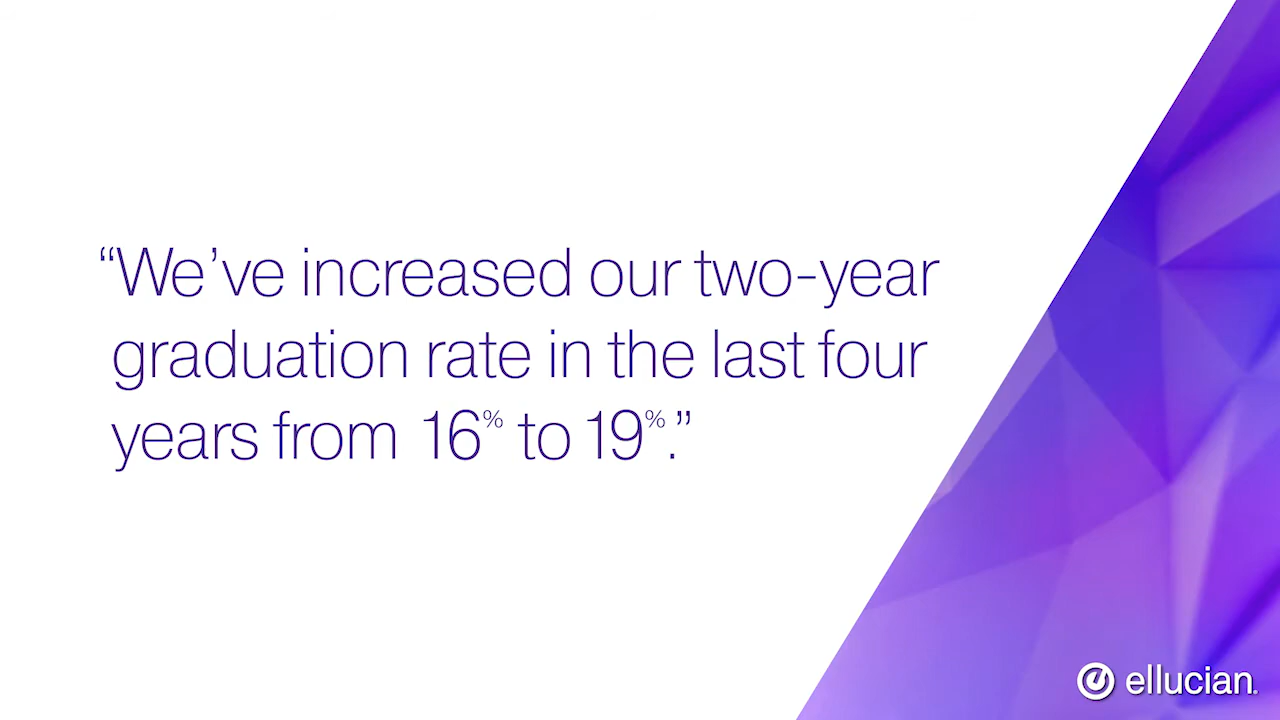 “We’ve increased our two-year
graduation rate in the last four
years from 16% to 19%.”
ellucian.